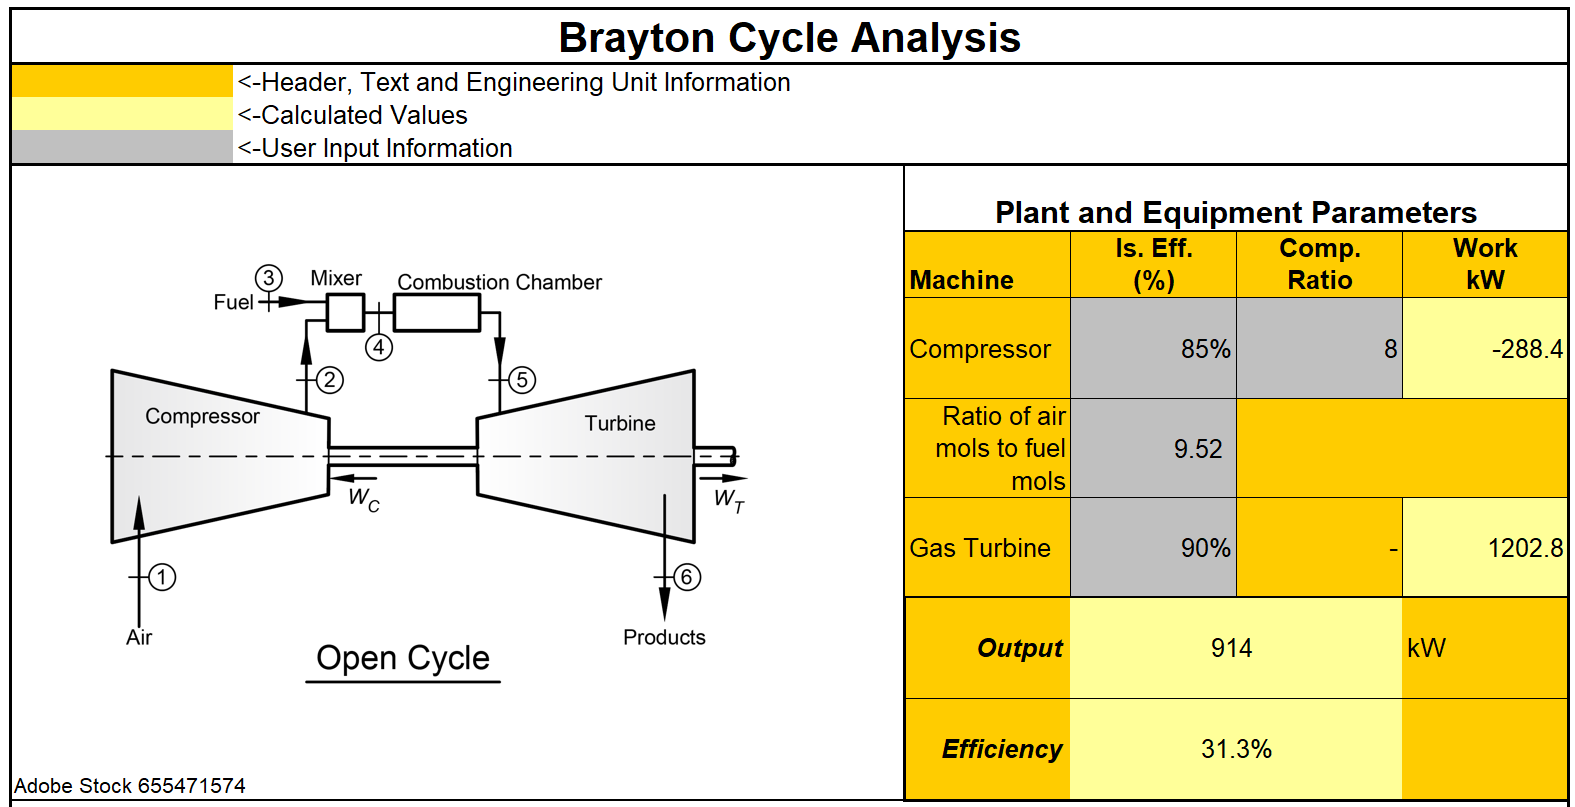 Brayton Cycle Analysis
<-Header, Text and Engineering Unit Information
<-Calculated Values
<-User Input Information
3
Mixer
Fuel
Combustion Chamber
4
2
5
Compressor
Turbine
WC
WT
1
6
Air
Products
Open Cycle
Adobe Stock 655471574
Plant and Equipment Parameters
Machine Is. Eff. (%) Comp. Ratio Work kW
Compressor 85% 8 -288.4
Ratio of air
mols to fuel 9.52
mols
Gas Turbine 90% - 1202.8
Output 914 kW
Efficiency 31.3%